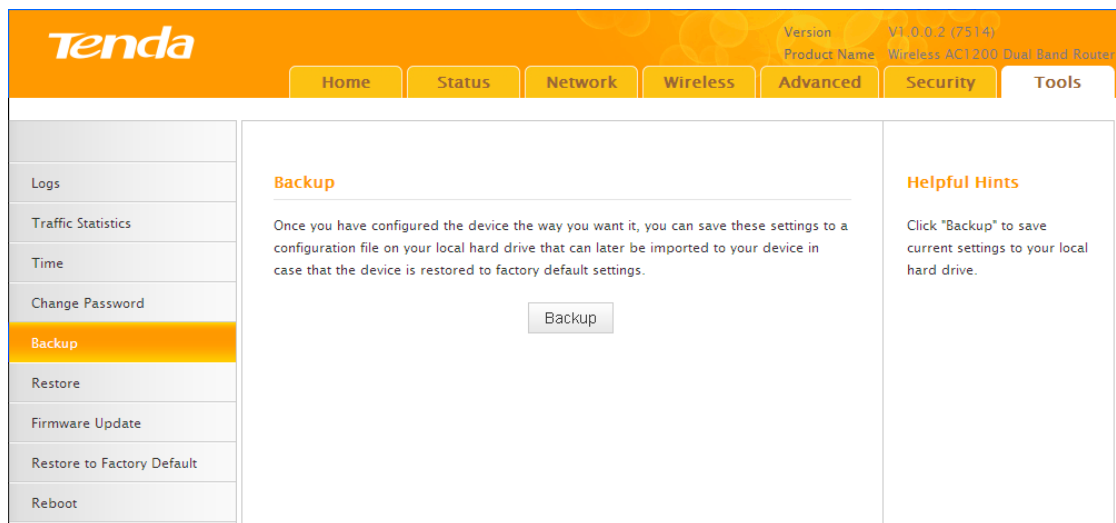 Tenda
Version V1.0.0.2 (7514)
Product Name Wireless AC1200 Dual Band Router
Home Status Network Wireless Advanced Security Tools
Logs
Traffic Statistics
Time
Change Password
Backup
Restore
Firmware Update
Restore to Factory Default
Reboot
Backup
Once you have configured the device the way you want it, you can save these settings to a
configuration file on your local hard drive that can later be imported to your device in
case that the device is restored to factory default settings.
Backup
Helpful Hints
Click "Backup" to save
current settings to your local
hard drive.